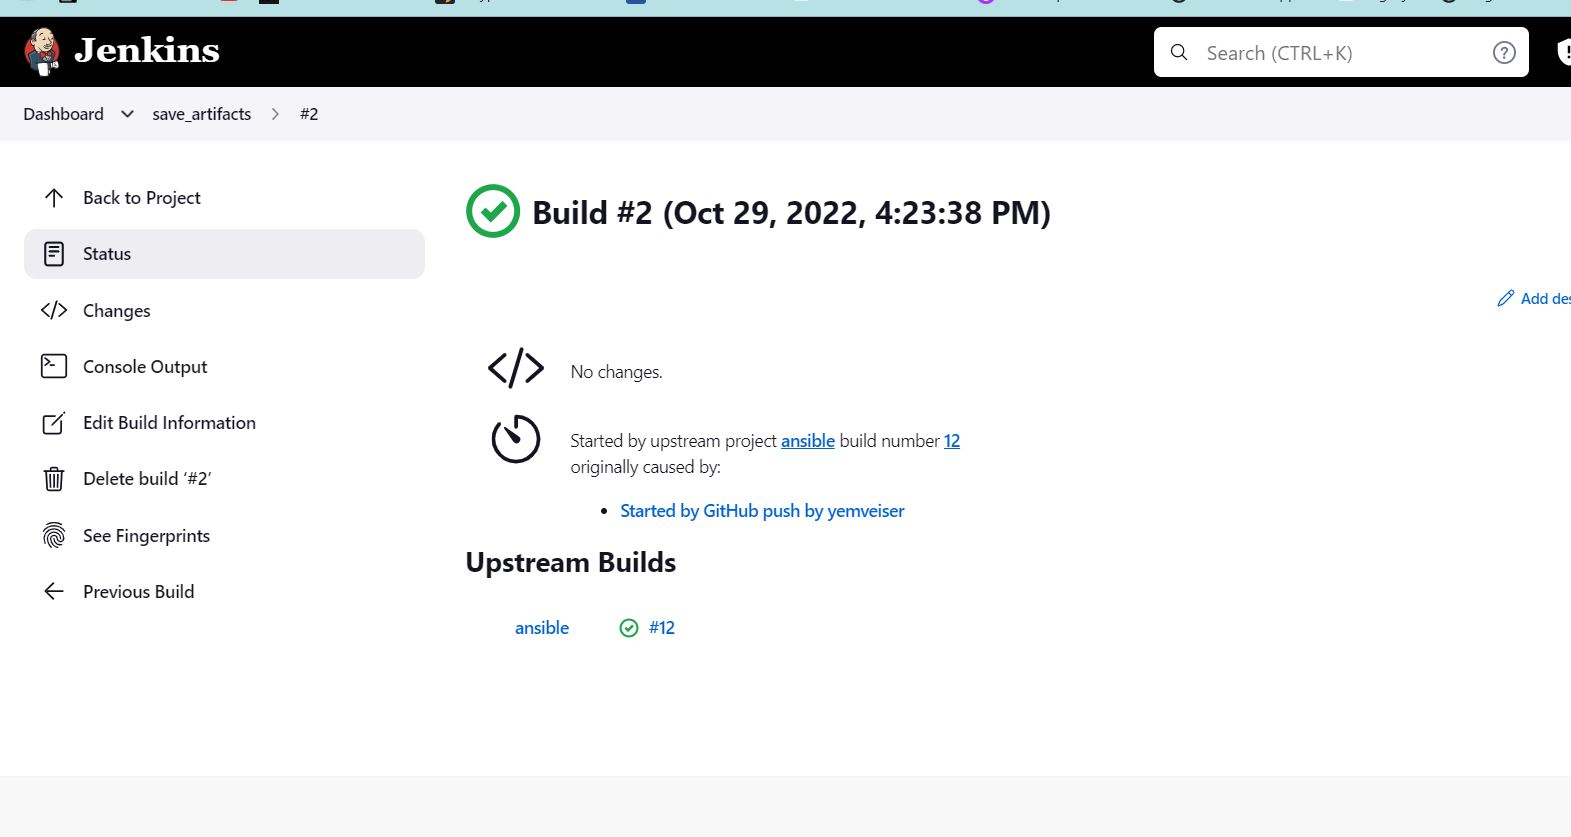 Jenkins
Search (CTRL+K)
Dashboard save_artifacts #2
Back to Project
Status
Changes
Console Output
Edit Build Information
Delete build ‘#2’
See Fingerprints
Previous Build
Build #2 (Oct 29, 2022, 4:23:38 PM)
Add
No changes.
Started by upstream project ansible build number 12
originally caused by:
Started by GitHub push by yemveiser
Upstream Builds
ansible #12